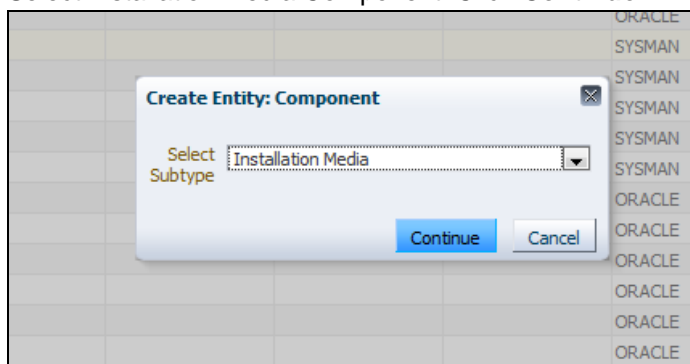 ORACLE
SYSMAN
SYSMAN
Create Entity: Component
SYSMAN
SYSMAN
Select Installation Media
Subtype
SYSMAN
ORACLE
Continue Cancel ORACLE
ORACLE
ORACLE
ORACLE
ORACLE